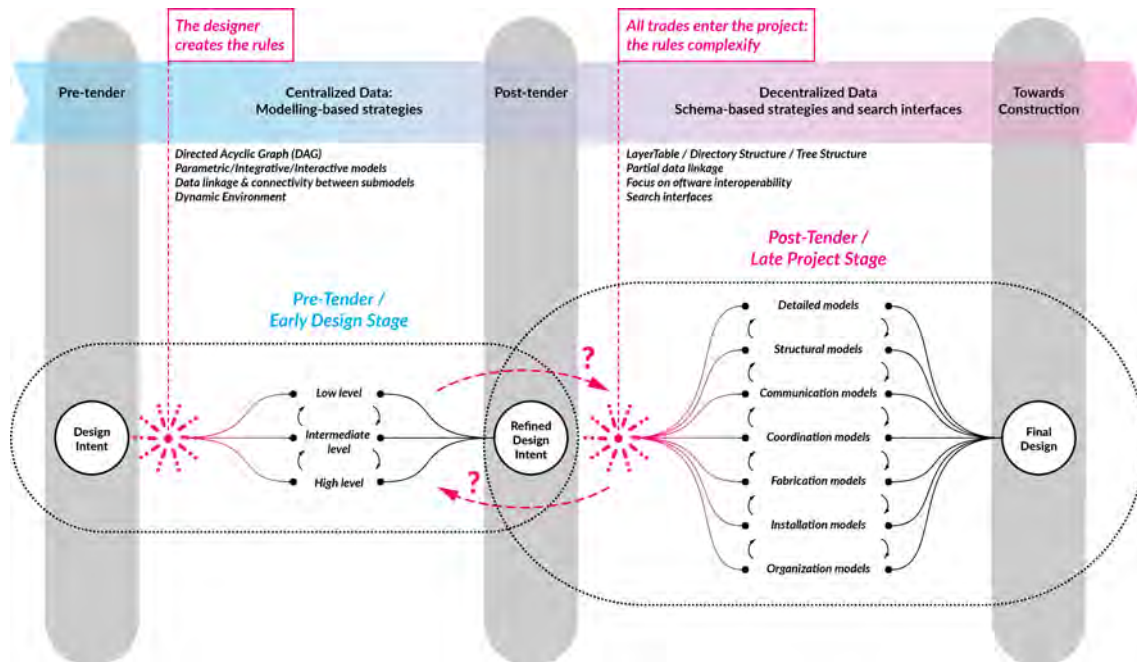 The designer
creates the rules
All trades enter the project:
the rules complexify
Pre-tender
Centralized Data:
Modelling-based strategies
Post-tender
Decentralized Data
Schema-based strategies and search interfaces
Towards
Construction
Directed Acyclic Graph (DAG)
Parametric/Integrative/Interactive models
Data linkage & connectivity between submodels
Dynamic Environment
LayerTable / Directory Structure / Tree Structure
Partial data linkage
Focus on oftware interoperability
Search interfaces
Pre-Tender /
Early Design Stage
Post-Tender /
Late Project Stage
Design
Intent
Low level
Intermediate
level
High level
?
?
Refined
Design
Intent
Detailed models
Structural models
Communication models
Coordination models
Fabrication models
Installation models
Organization models
Final
Design